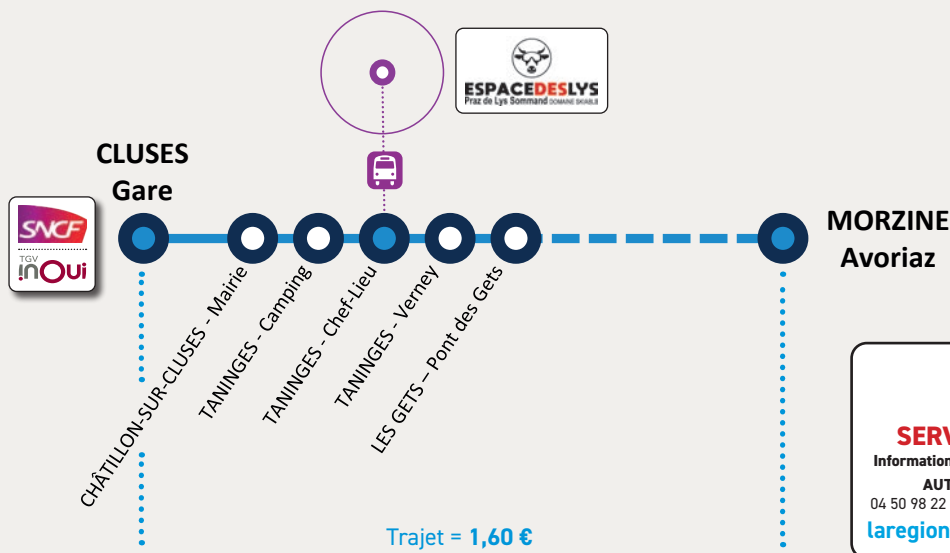 ESPACEDESLYS
Praz de Lys Sommand DOMAINE SKIABLE
CLUSES
Gare
SNCF
TGV
inOui
MORZINE
Avoriaz
CHÂTILLON-SUR-CLUSES - Mairie
TANINGES - Camping
TANINGES - Chef-Lieu
TANINGES - Verney
LES GETS – Pont des Gets
SERV
Information
AUT
04 50 98 22
laregion
Trajet = 1,60 €